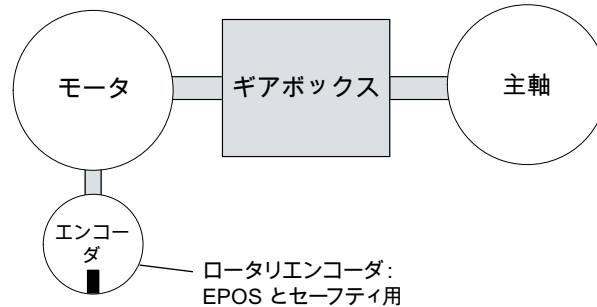 モータ
ギアボックス
主軸
エンコー
ダ
ロータリエンコーダ:
EPOS とセーフティ用